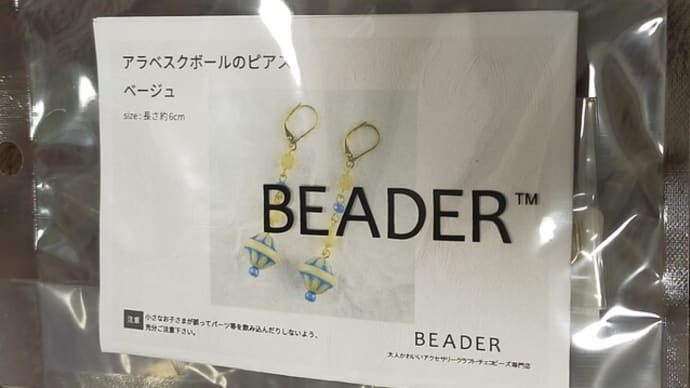 アラベスクボールのピアス
ベージュ
size : 長さ約6cm
BEADER™
注意
小さなお子さまが誤ってパーツ等を飲み込んだりしないよう、
充分ご注意下さい。
BEADER
大人かわいいアクセサリークラフト・チェコビーズ専門店